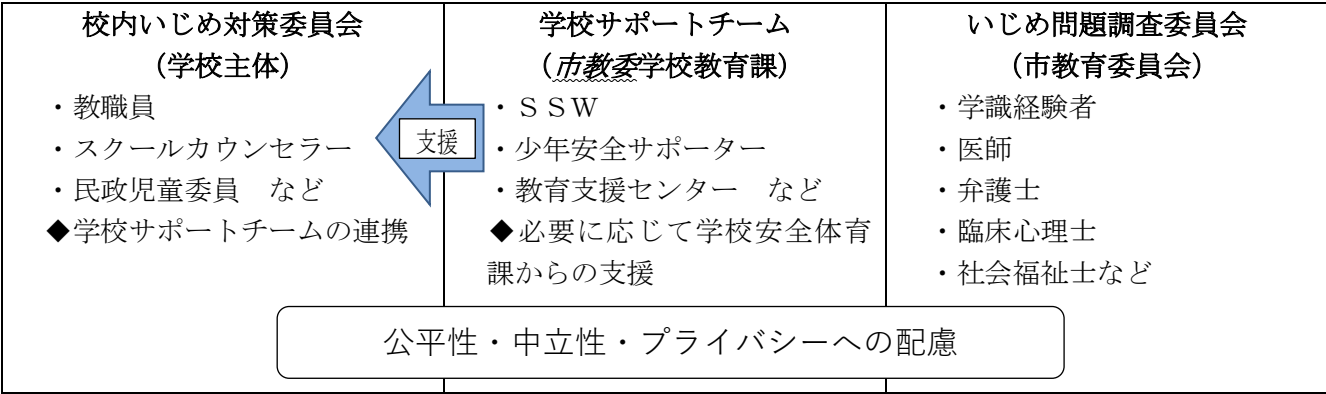 校内いじめ対策委員会
（学校主体）
・教職員
・スクールカウンセラー
・民政児童委員　など
◆学校サポートチームの連携
支援
学校サポートチーム
（市教委学校教育課）
・ＳＳＷ
・少年安全サポーター
・教育支援センター　など
◆必要に応じて学校安全体育
課からの支援
いじめ問題調査委員会
（市教育委員会）
・学識経験者
・医師
・弁護士
・臨床心理士
・社会福祉士など
公平性・中立性・プライバシーへの配慮